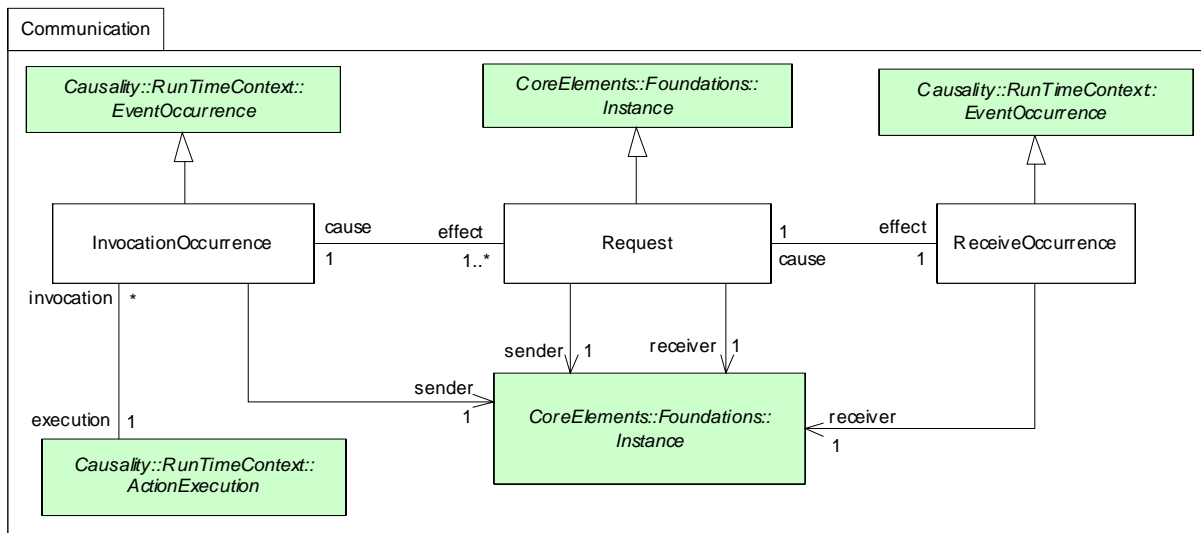 Communication
Causality::RunTimeContext::
EventOccurrence
CoreElements::Foundations::
Instance
Causality::RunTimeContext::
EventOccurrence
InvocationOccurrence
cause
1
effect
1..*
Request
1
cause
effect
1
ReceiveOccurrence
invocation
*
sender
1
receiver
1
sender
1
CoreElements::Foundations::
Instance
receiver
1
execution
1
Causality::RunTimeContext::
ActionExecution